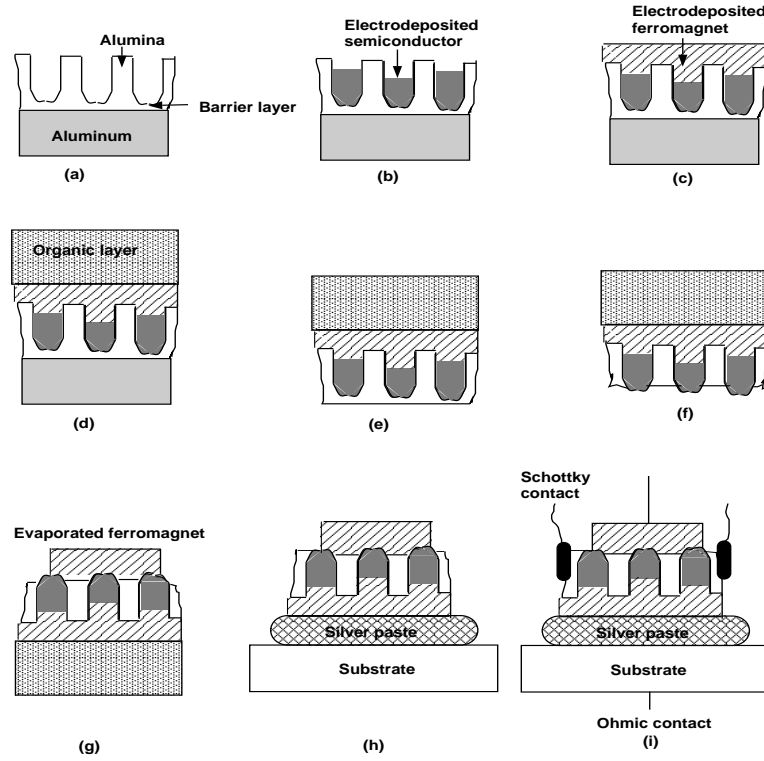 Alumina
Barrier layer
Aluminum
(a)
Electrodeposited
semiconductor
(b)
Electrodeposited
ferromagnet
(c)
Organic layer
(d)
(e)
(f)
Evaporated ferromagnet
(g)
Silver paste
Substrate
(h)
Schottky
contact
Silver paste
Substrate
Ohmic contact
(i)